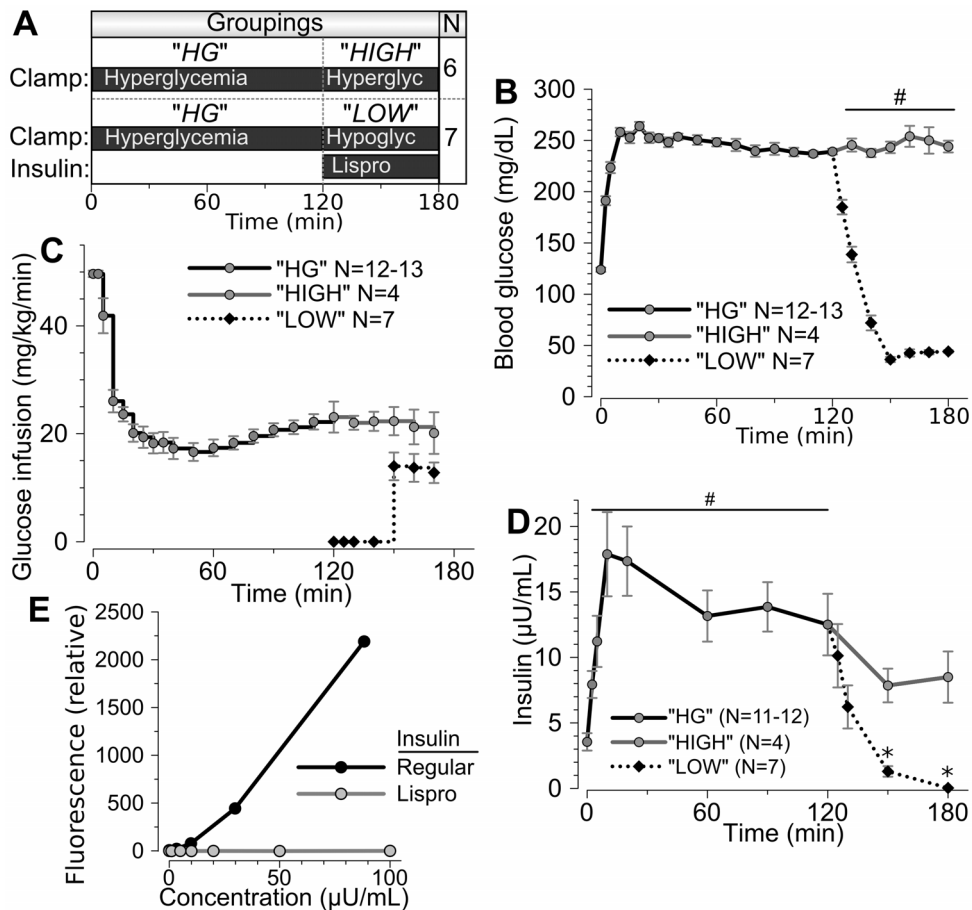 A
Groupings N
"HG" "HIGH"
Clamp: Hyperglycemia Hyperglyc 6
"HG" "LOW"
Clamp: Hyperglycemia Hypoglyc 7
Insulin: Lispro
0 60 120 180
Time (min)
B
#
Blood glucose (mg/dL)
300
250
200
150
100
50
0
"HG" N=12-13
"HIGH" N=4
"LOW" N=7
0 60 120 180
Time (min)
C
Glucose infusion (mg/kg/min)
40
20
0
"HG" N=12-13
"HIGH" N=4
"LOW" N=7
0 60 120 180
Time (min)
D
#
Insulin (µU/mL)
20
15
10
5
0
"HG" (N=11-12)
"HIGH" (N=4)
"LOW" (N=7)
* *
0 60 120 180
Time (min)
E
Fluorescence (relative)
2500
2000
1500
1000
500
0
Insulin
Regular
Lispro
0 50 100
Concentration (µU/mL)